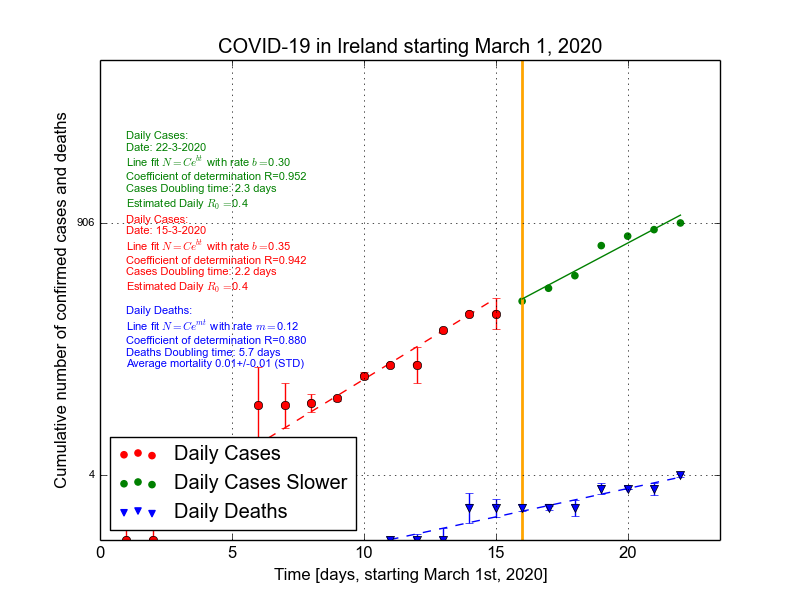 COVID-19 in Ireland starting March 1, 2020
Cumulative number of confirmed cases and deaths
Daily Cases:
Date: 22-3-2020
Line fit N = Ce^{bt} with rate b =0.30
Coefficient of determination R=0.952
Cases Doubling time: 2.3 days
Estimated Daily R_0 =0.4
Daily Cases:
Date: 15-3-2020
Line fit N = Ce^{bt} with rate b =0.35
Coefficient of determination R=0.942
Cases Doubling time: 2.2 days
Estimated Daily R_0 =0.4
Daily Deaths:
Line fit N = Ce^{mt} with rate m =0.12
Coefficient of determination R=0.880
Deaths Doubling time: 5.7 days
Average mortality 0.01+/-0.01 (STD)
906
4
Daily Cases
Daily Cases Slower
Daily Deaths
0 5 10 15 20
Time [days, starting March 1st, 2020]